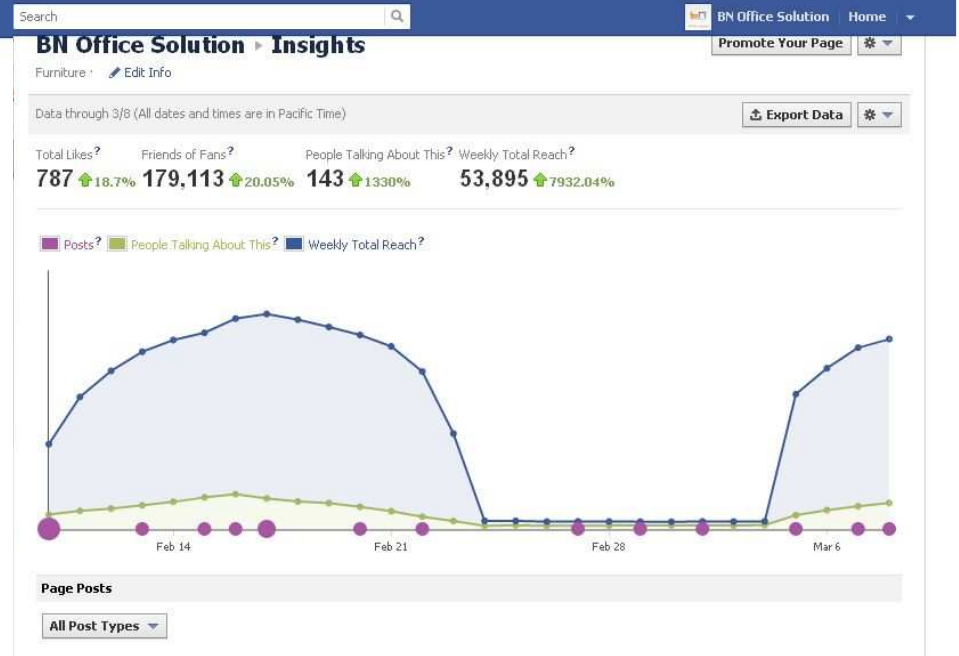 Search
BN Office Solution Home
BN Office Solution ▸ Insights
Promote Your Page
Furniture · Edit Info
Data through 3/8 (All dates and times are in Pacific Time)
Export Data
Total Likes? Friends of Fans? People Talking About This? Weekly Total Reach?
787 18.7% 179,113 20.05% 143 1330% 53,895 7932.04%
Posts? People Talking About This? Weekly Total Reach?
Feb 14 Feb 21 Feb 28 Mar 6
Page Posts
All Post Types